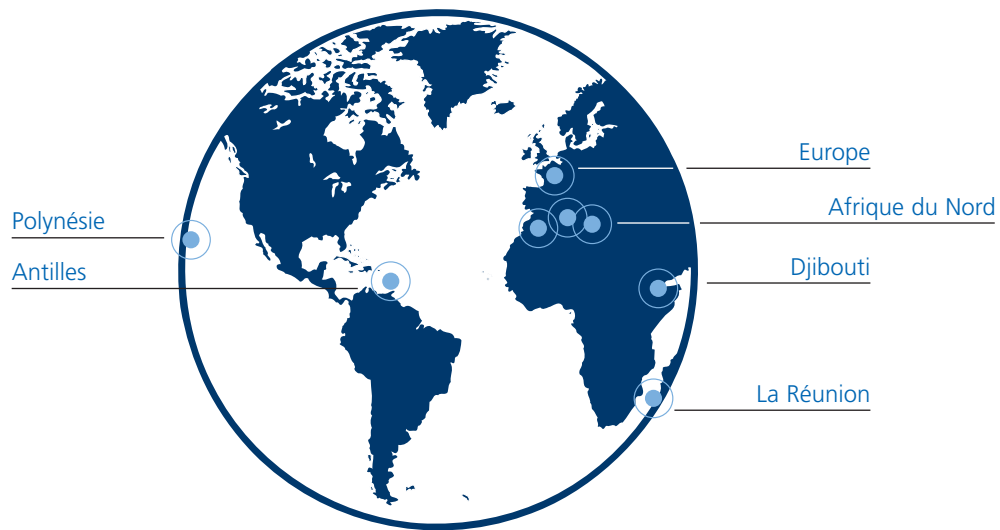 Europe
Afrique du Nord
Polynésie
Djibouti
Antilles
La Réunion